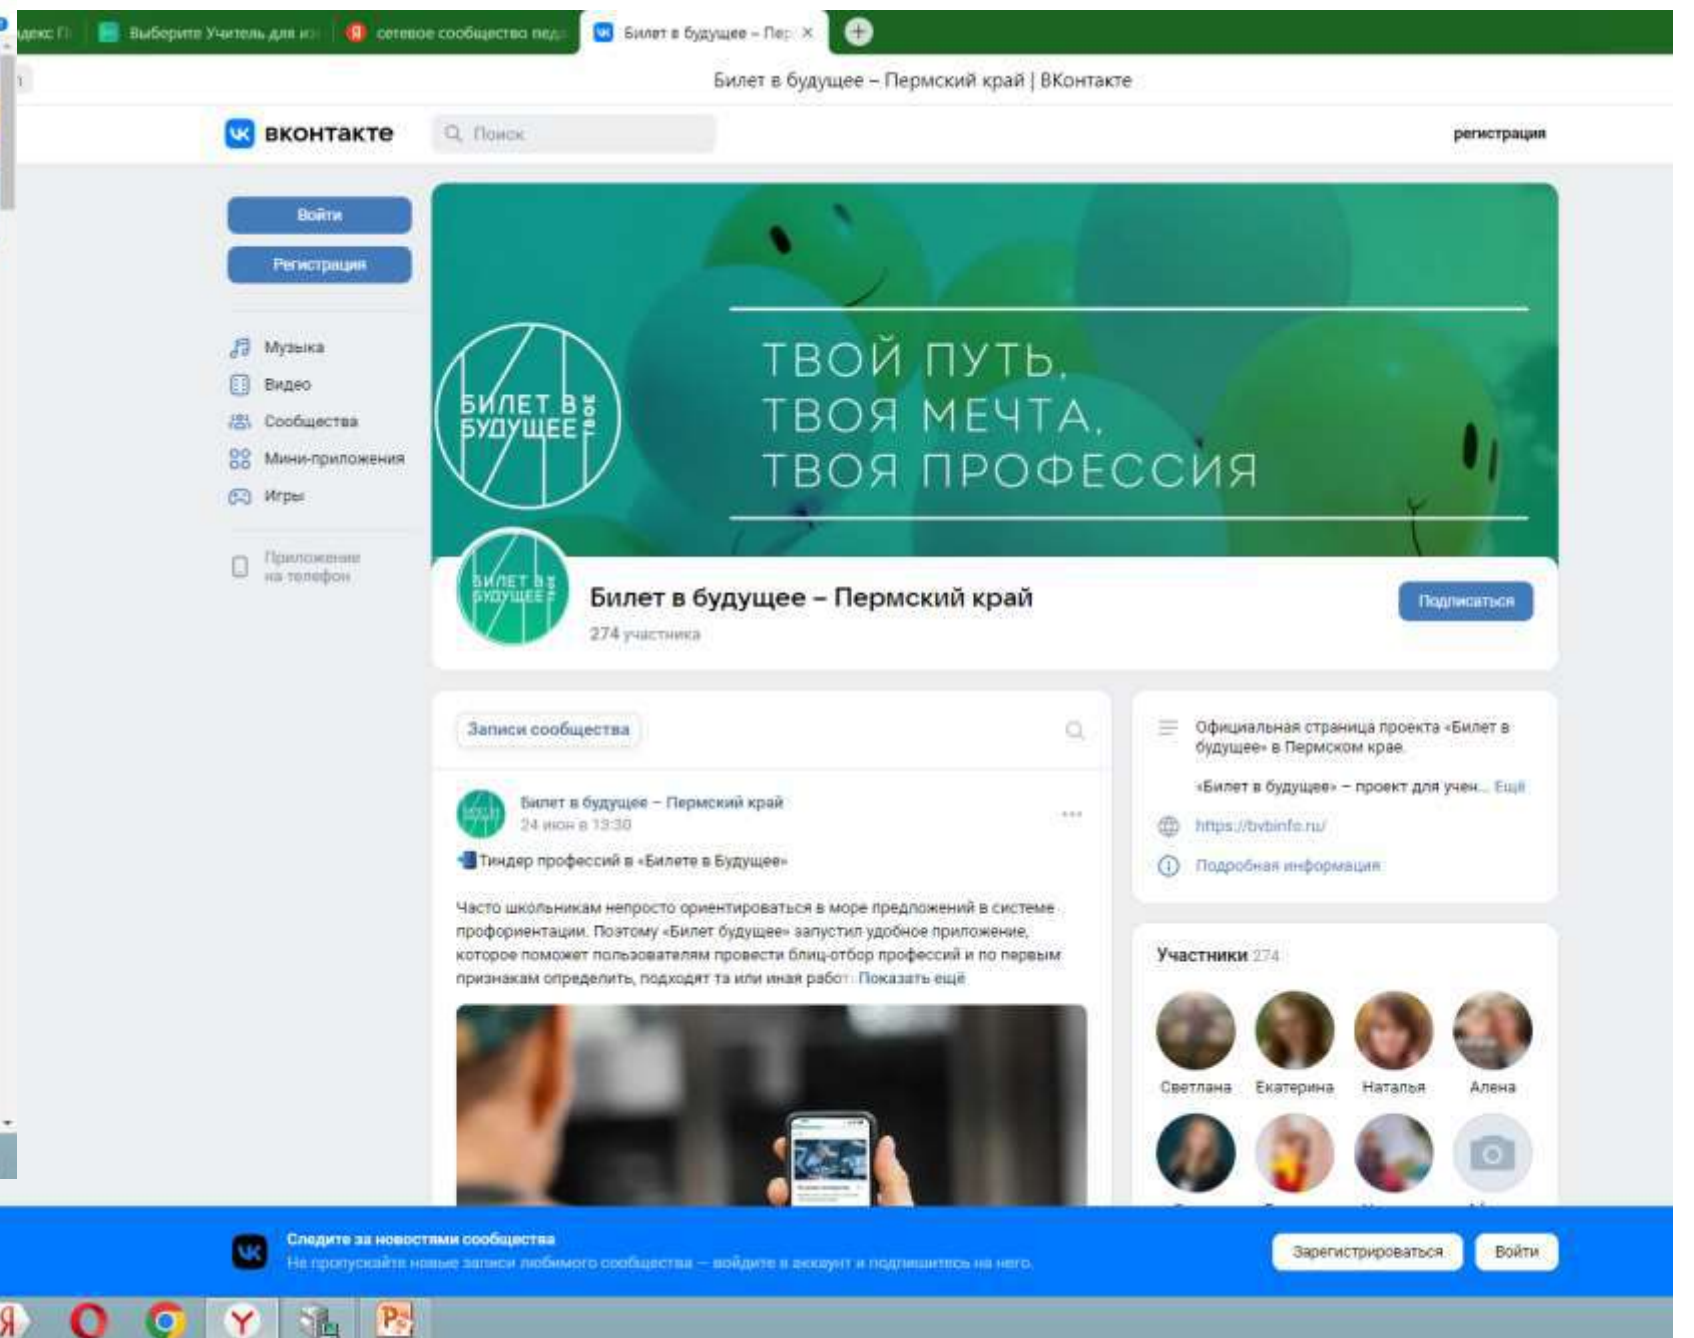 Выберите Учитель для из
сетевое сообщество пед
Билет в будущее – Пер
Билет в будущее – Пермский край | ВКонтакте
вконтакте
Поиск
регистрация
Войти
Регистрация
Музыка
Видео
Сообщества
Мини-приложения
Игры
Приложение
на телефон
БИЛЕТ В
БУДУЩЕЕ
ТВОЕ
ТВОЙ ПУТЬ,
ТВОЯ МЕЧТА,
ТВОЯ ПРОФЕССИЯ
БИЛЕТ В
БУДУЩЕЕ
Билет в будущее – Пермский край
274 участника
Подписаться
Записи сообщества
Билет в будущее – Пермский край
24 июн в 13:30
Тиндер профессий в «Билете в Будущее»
Часто школьникам непросто ориентироваться в море предложений в системе
профориентации. Поэтому «Билет будущее» запустил удобное приложение,
которое поможет пользователям провести блиц-отбор профессий и по первым
признакам определить, подходят та или иная работ Показать ещё
Официальная страница проекта «Билет в
будущее» в Пермском крае.
«Билет в будущее» – проект для учен... Ещё
https://bvbinfo.ru/
Подробная информация
Участники 274
Светлана Екатерина Наталья Алена
Следите за новостями сообщества
Не пропускайте новые записи любимого сообщества – войдите в аккаунт и подпишитесь на него.
Зарегистрироваться
Войти